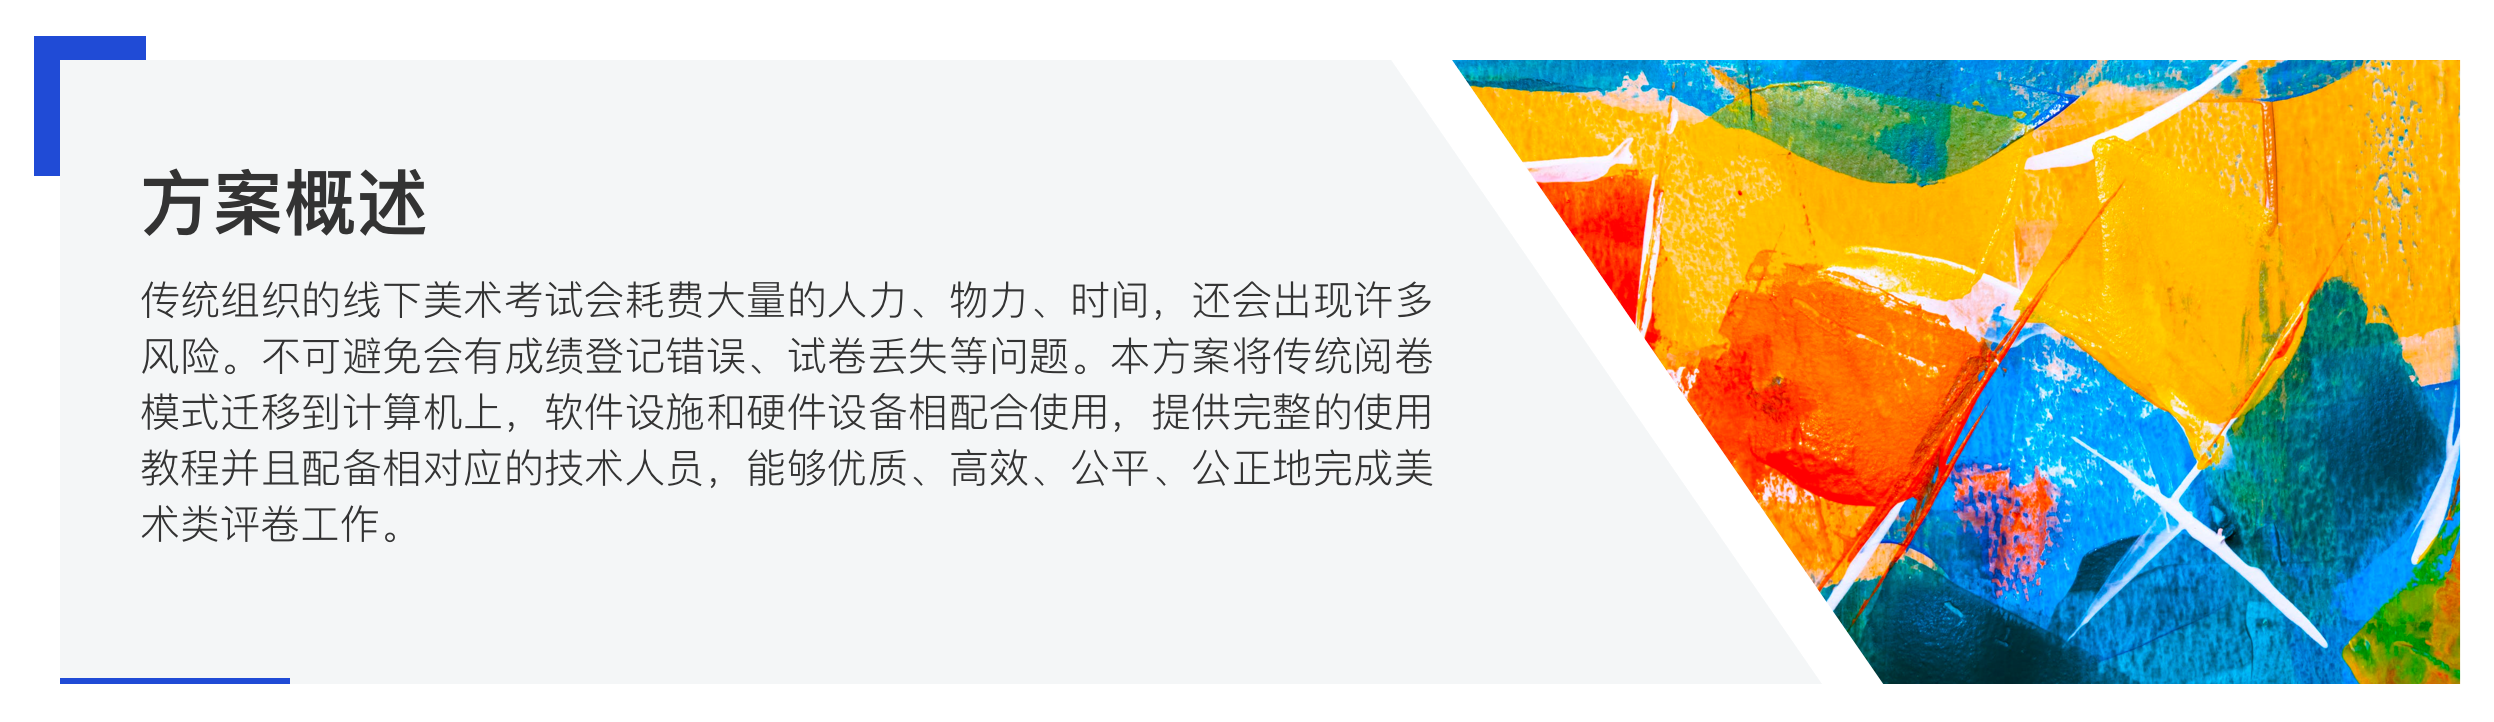 方案概述
传统组织的线下美术考试会耗费大量的人力、物力、时间，还会出现许多
风险。不可避免会有成绩登记错误、试卷丢失等问题。本方案将传统阅卷
模式迁移到计算机上，软件设施和硬件设备相配合使用，提供完整的使用
教程并且配备相对应的技术人员，能够优质、高效、公平、公正地完成美
术类评卷工作。